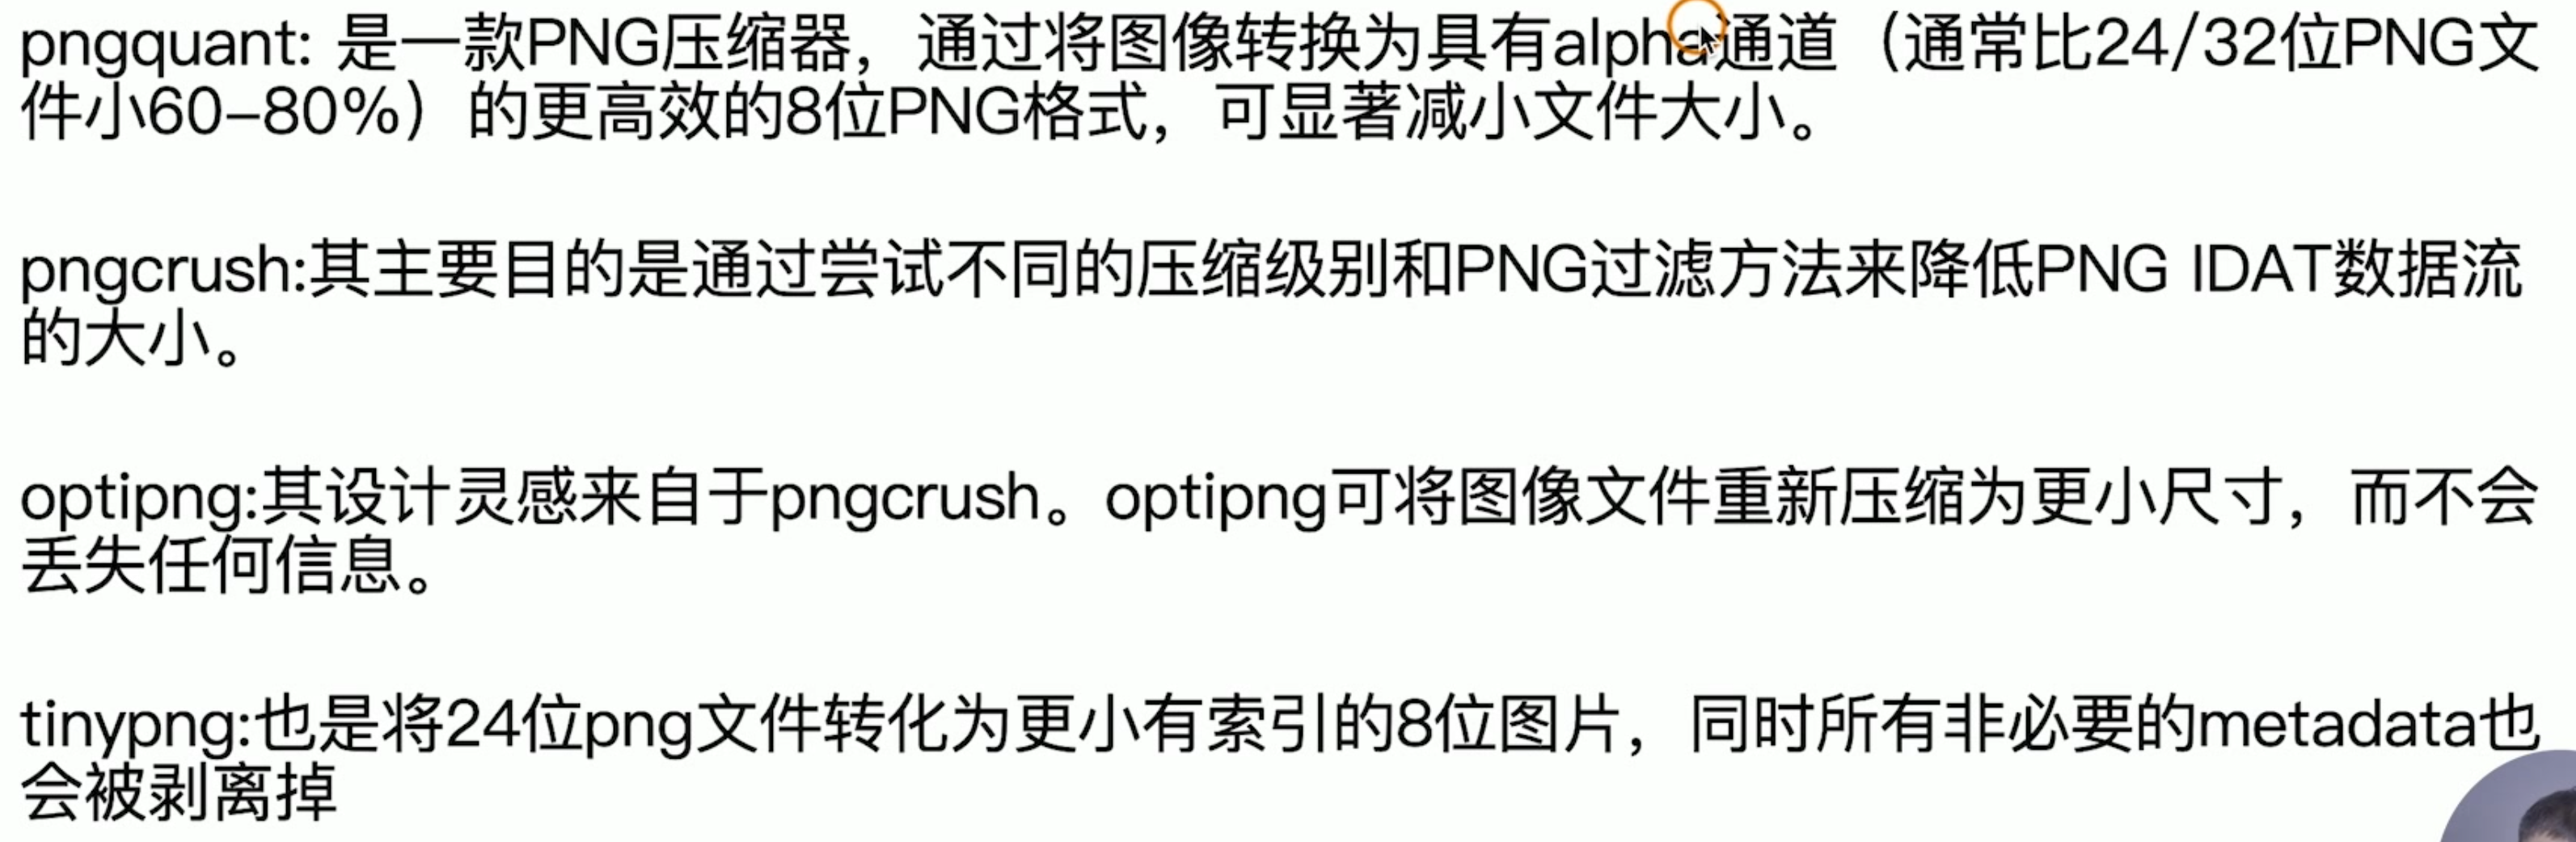 pngquant: 是一款PNG压缩器，通过将图像转换为具有alpha通道（通常比24/32位PNG文
件小60–80%）的更高效的8位PNG格式，可显著减小文件大小。
pngcrush:其主要目的是通过尝试不同的压缩级别和PNG过滤方法来降低PNG IDAT数据流
的大小。
optipng:其设计灵感来自于pngcrush。optipng可将图像文件重新压缩为更小尺寸，而不会
丢失任何信息。
tinypng:也是将24位png文件转化为更小有索引的8位图片，同时所有非必要的metadata也
会被剥离掉